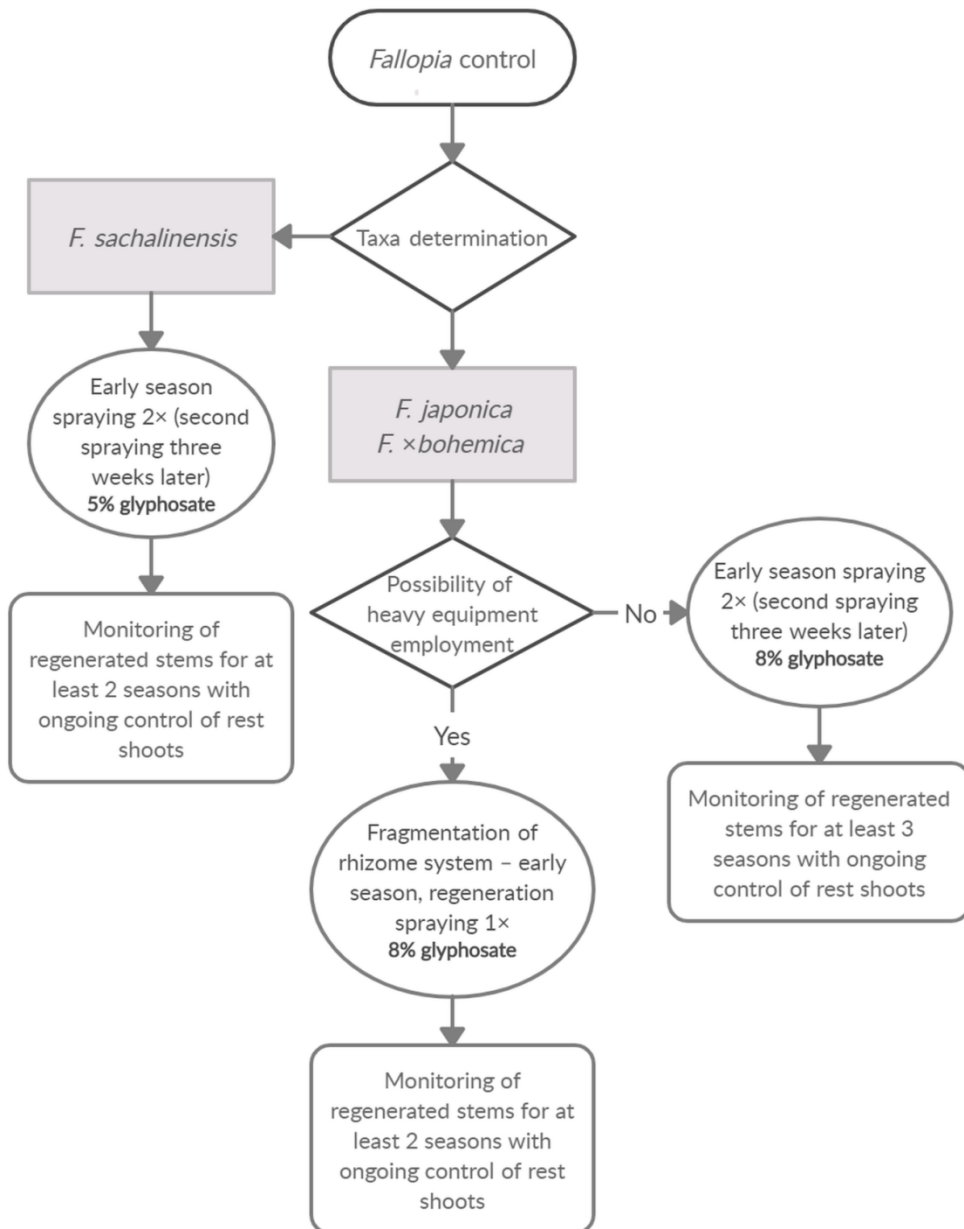 Fallopia control
Taxa determination
F. sachalinensis
Early season
spraying 2× (second
spraying three
weeks later)
5% glyphosate
Monitoring of
regenerated stems for at
least 2 seasons with
ongoing control of rest
shoots
F. japonica
F. ×bohemica
Possibility of
heavy equipment
employment
No
Early season spraying
2× (second spraying
three weeks later)
8% glyphosate
Monitoring of regenerated
stems for at least 3
seasons with ongoing
control of rest shoots
Yes
Fragmentation of
rhizome system – early
season, regeneration
spraying 1×
8% glyphosate
Monitoring of
regenerated stems for at
least 2 seasons with
ongoing control of rest
shoots